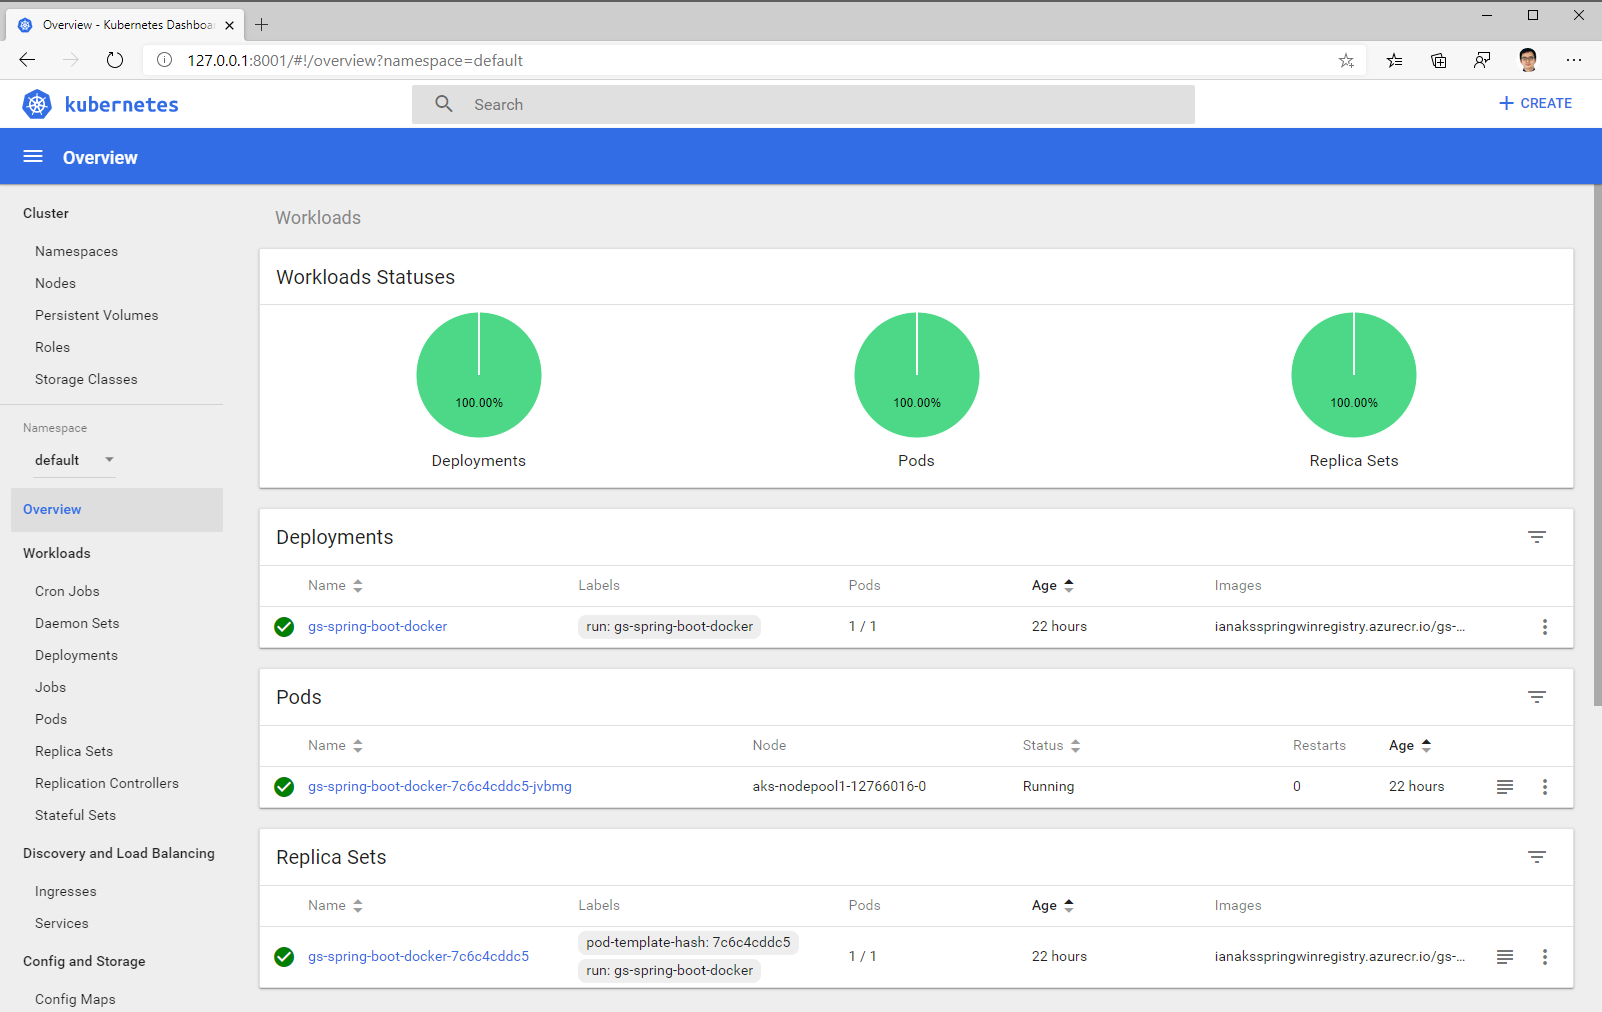 Overview - Kubernetes Dashboa
127.0.0.1:8001/#!/overview?namespace=default
kubernetes
Search
CREATE
Overview
Cluster
Namespaces
Nodes
Persistent Volumes
Roles
Storage Classes
Namespace
default
Overview
Workloads
Cron Jobs
Daemon Sets
Deployments
Jobs
Pods
Replica Sets
Replication Controllers
Stateful Sets
Discovery and Load Balancing
Ingresses
Services
Config and Storage
Config Maps
Workloads
Workloads Statuses
100.00% 100.00% 100.00%
Deployments Pods Replica Sets
Deployments
Name Labels Pods Age Images
gs-spring-boot-docker run: gs-spring-boot-docker 1 / 1 22 hours ianaksspringwinregistry.azurecr.io/gs-...
Pods
Name Node Status Restarts Age
gs-spring-boot-docker-7c6c4cddc5-jvbmg aks-nodepool1-12766016-0 Running 0 22 hours
Replica Sets
Name Labels Pods Age Images
pod-template-hash: 7c6c4cddc5
gs-spring-boot-docker-7c6c4cddc5 1 / 1 22 hours ianaksspringwinregistry.azurecr.io/gs-...
run: gs-spring-boot-docker